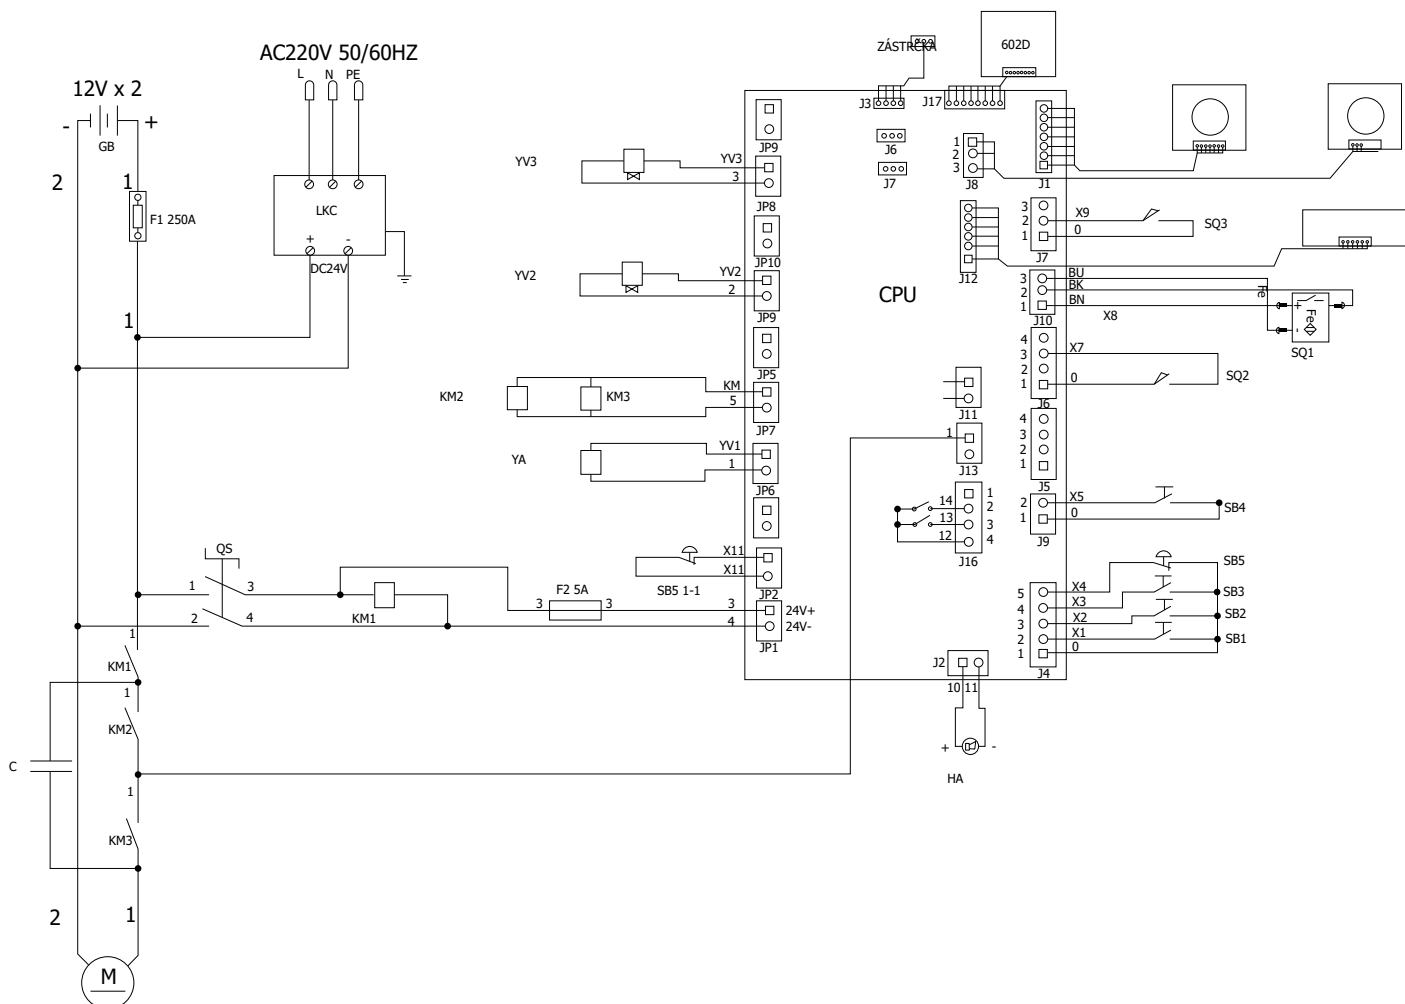 AC220V 50/60HZ
L N PE
12V x 2
- +
GB
2 1
F1 250A
LKC
+ -
DC24V
1
ZÁSTRČKA
602D
J3
J17
JP9
J6
J7
1
2
3
J8
J1
YV3
YV3
3
JP8
3
2
1
J7
X9
0
SQ3
JP10
J12
YV2
YV2
2
JP9
CPU
3
2
1
J10
BU
BK
BN
X8
Fe
+
-
Fe
SQ1
JP5
4
3
2
1
J6
X7
0
SQ2
KM2
KM3
KM
5
JP7
J11
4
3
2
1
J5
YA
YV1
1
JP6
1
J13
14
13
12
1
2
3
4
J16
2
1
J9
X5
0
SB4
QS
1 3
2 4
KM1
F2 5A
3 3
SB5 1-1
X11
X11
JP2
3
4
24V+
24V-
JP1
5
4
3
2
1
J4
X4
X3
X2
X1
0
SB5
SB3
SB2
SB1
J2
10 11
+ -
HA
1
KM1
1
KM2
C
1
KM3
2 1
M